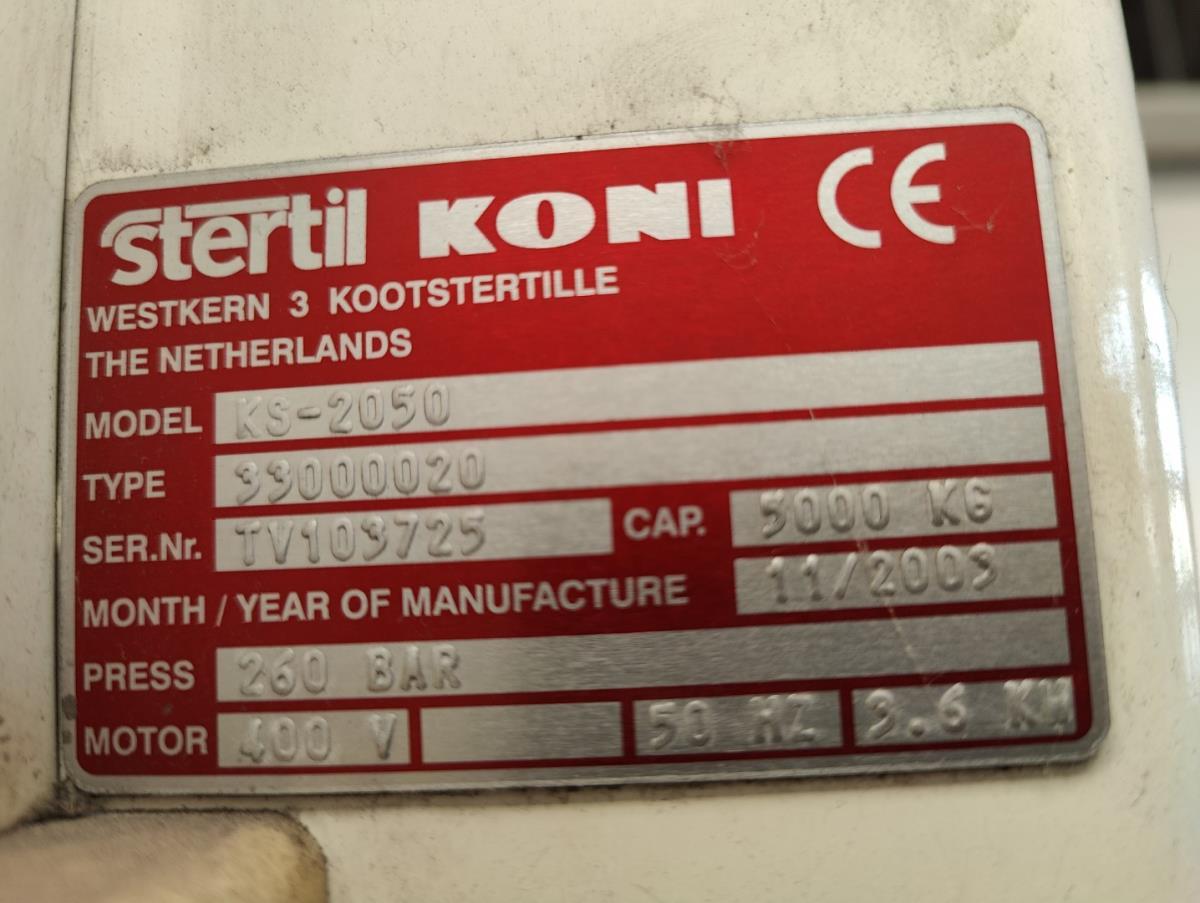 stertil KONI CE
WESTKERN 3 KOOTSTERTILLE
THE NETHERLANDS
MODEL KS-2050
TYPE 33000020
SER.Nr. TV103725 CAP. 5000 KG
MONTH / YEAR OF MANUFACTURE 11/2003
PRESS 260 BAR
MOTOR 400 V 50 HZ 3.6 KW